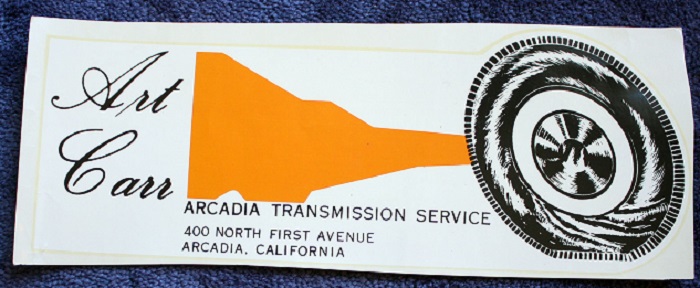 Art
Carr
ARCADIA TRANSMISSION SERVICE
400 NORTH FIRST AVENUE
ARCADIA, CALIFORNIA